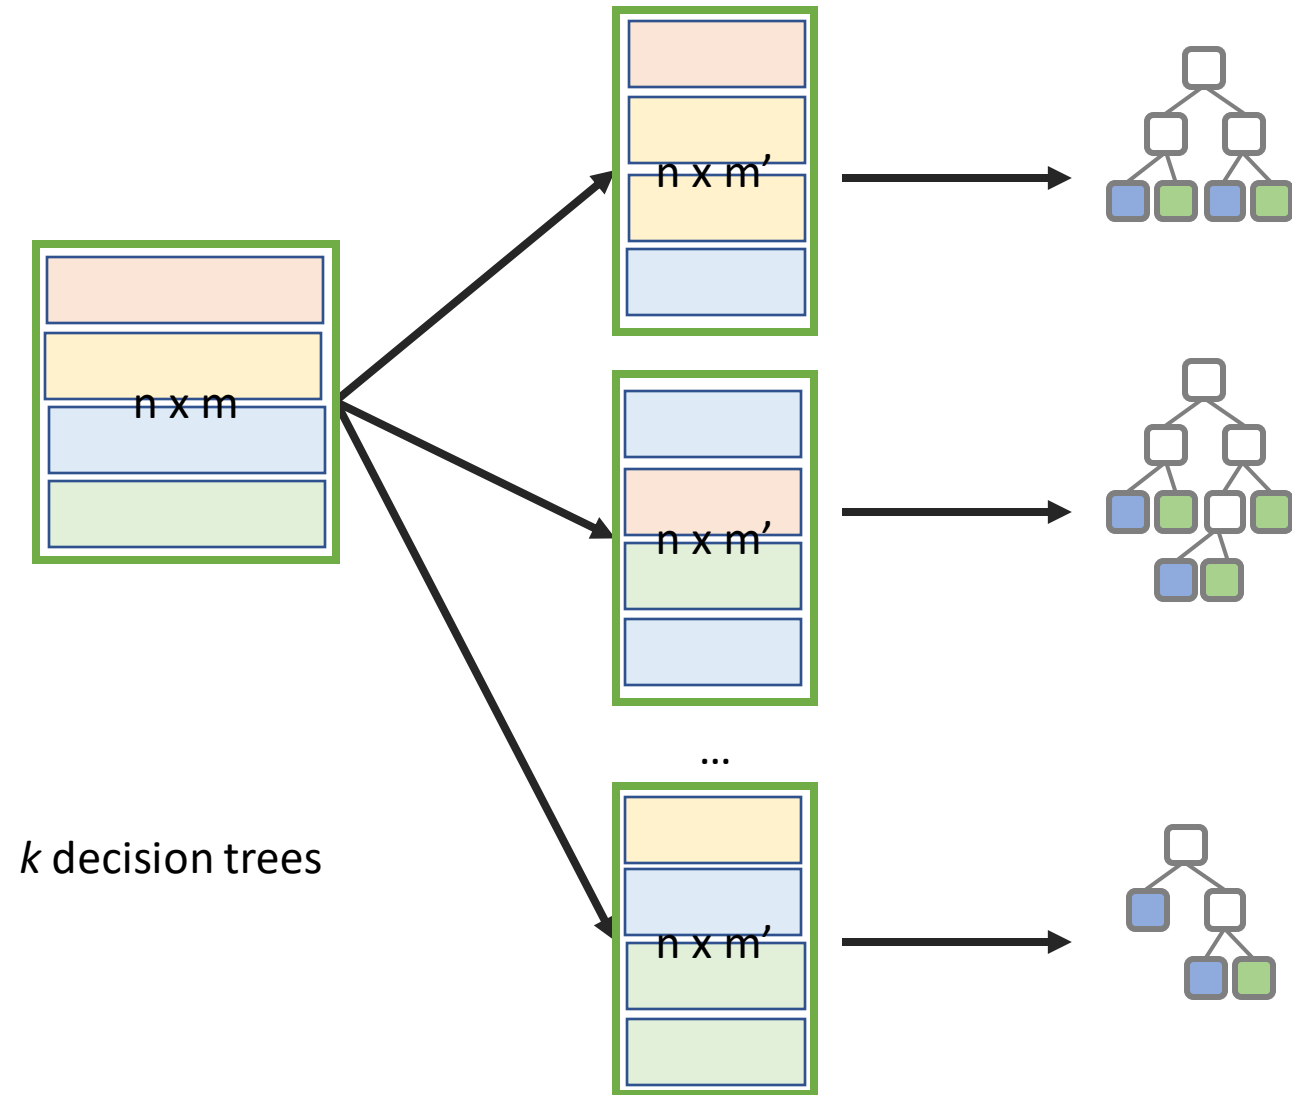 n x m
n x m’
n x m’
…
n x m’
k decision trees